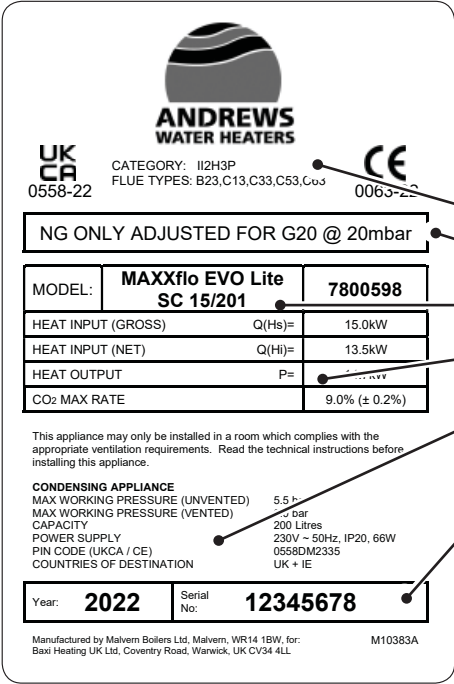 ANDREWS
WATER HEATERS
UK
CA
0558-22
CATEGORY: II2H3P
FLUE TYPES: B23,C13,C33,C53,C63
CE
0063-22
NG ONLY ADJUSTED FOR G20 @ 20mbar
MODEL: MAXXflo EVO Lite SC 15/201 7800598
HEAT INPUT (GROSS) Q(Hs)= 15.0kW
HEAT INPUT (NET) Q(Hi)= 13.5kW
HEAT OUTPUT P=
CO2 MAX RATE 9.0% (± 0.2%)
This appliance may only be installed in a room which complies with the
appropriate ventilation requirements. Read the technical instructions before
installing this appliance.
CONDENSING APPLIANCE
MAX WORKING PRESSURE (UNVENTED) 5.5
MAX WORKING PRESSURE (VENTED) bar
CAPACITY 200 Litres
POWER SUPPLY 230V ~ 50Hz, IP20, 66W
PIN CODE (UKCA / CE) 0558DM2335
COUNTRIES OF DESTINATION UK + IE
Year: 2022 Serial No: 12345678
Manufactured by Malvern Boilers Ltd, Malvern, WR14 1BW, for:
Baxi Heating UK Ltd, Coventry Road, Warwick, UK CV34 4LL
M10383A